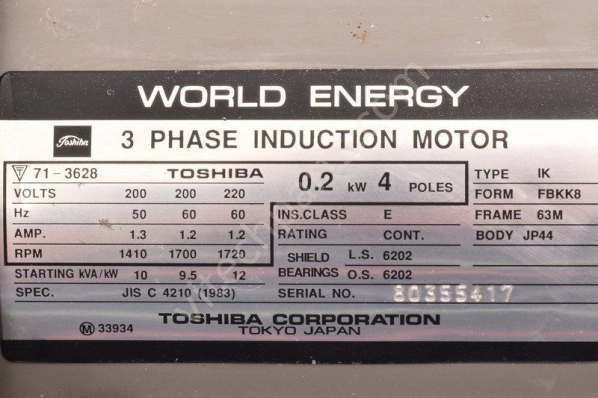 WORLD ENERGY
Toshiba 3 PHASE INDUCTION MOTOR
71-3628 TOSHIBA 0.2 kW 4 POLES TYPE IK
VOLTS 200 200 220 FORM FBKK8
Hz 50 60 60 INS.CLASS E FRAME 63M
AMP. 1.3 1.2 1.2 RATING CONT. BODY JP44
RPM 1410 1700 1720 SHIELD L.S. 6202
STARTING kVA/kW 10 9.5 12 BEARINGS O.S. 6202
SPEC. JIS C 4210 (1983) SERIAL NO. 80355417
TOSHIBA CORPORATION
M 33934 TOKYO JAPAN